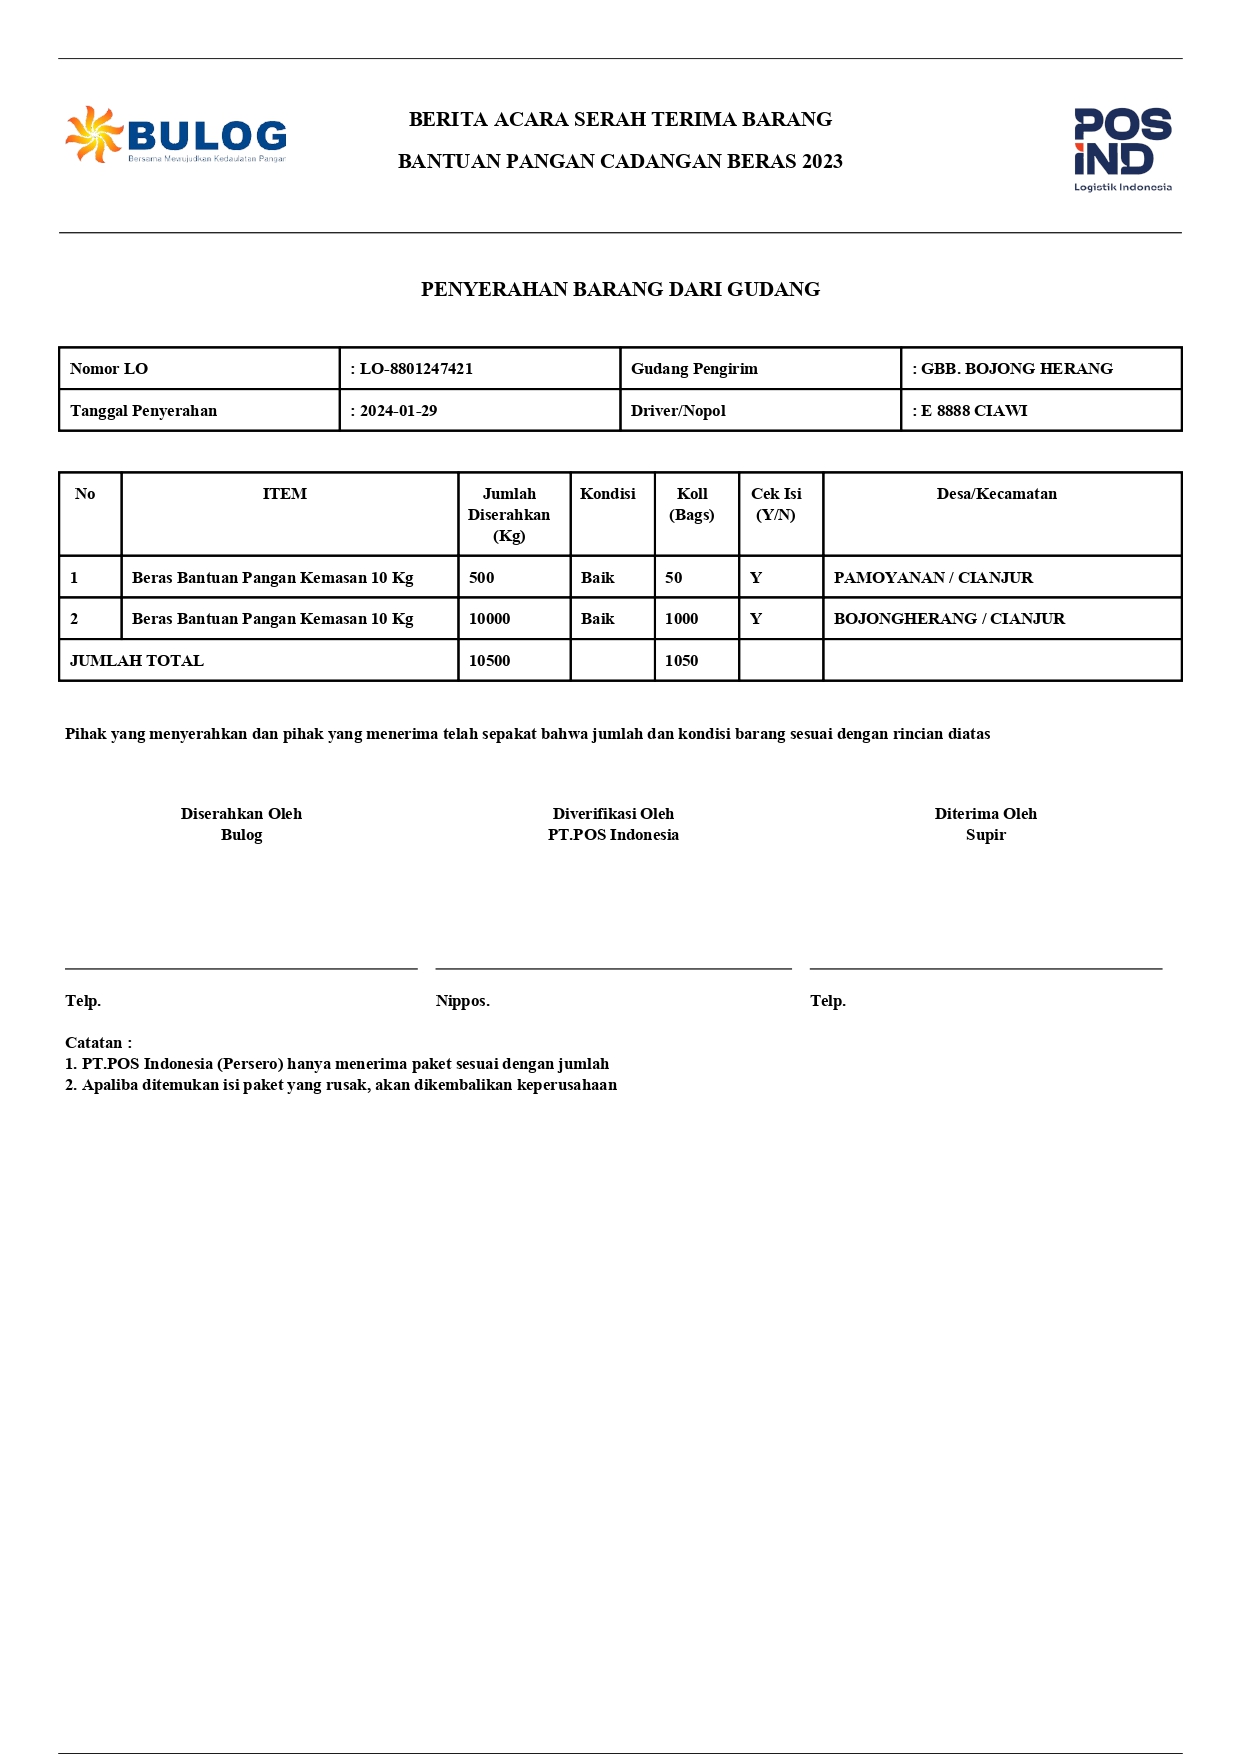 BULOG
Bersama Mewujudkan Kedaulatan Pangan
BERITA ACARA SERAH TERIMA BARANG
BANTUAN PANGAN CADANGAN BERAS 2023
POS
IND
Logistik Indonesia
PENYERAHAN BARANG DARI GUDANG
Nomor LO : LO-8801247421 Gudang Pengirim : GBB. BOJONG HERANG
Tanggal Penyerahan : 2024-01-29 Driver/Nopol : E 8888 CIAWI
No ITEM Jumlah Diserahkan (Kg) Kondisi Koll (Bags) Cek Isi (Y/N) Desa/Kecamatan
1 Beras Bantuan Pangan Kemasan 10 Kg 500 Baik 50 Y PAMOYANAN / CIANJUR
2 Beras Bantuan Pangan Kemasan 10 Kg 10000 Baik 1000 Y BOJONGHERANG / CIANJUR
JUMLAH TOTAL 10500 1050
Pihak yang menyerahkan dan pihak yang menerima telah sepakat bahwa jumlah dan kondisi barang sesuai dengan rincian diatas
Diserahkan Oleh Diverifikasi Oleh Diterima Oleh
Bulog PT.POS Indonesia Supir
Telp. Nippos. Telp.
Catatan :
1. PT.POS Indonesia (Persero) hanya menerima paket sesuai dengan jumlah
2. Apaliba ditemukan isi paket yang rusak, akan dikembalikan keperusahaan